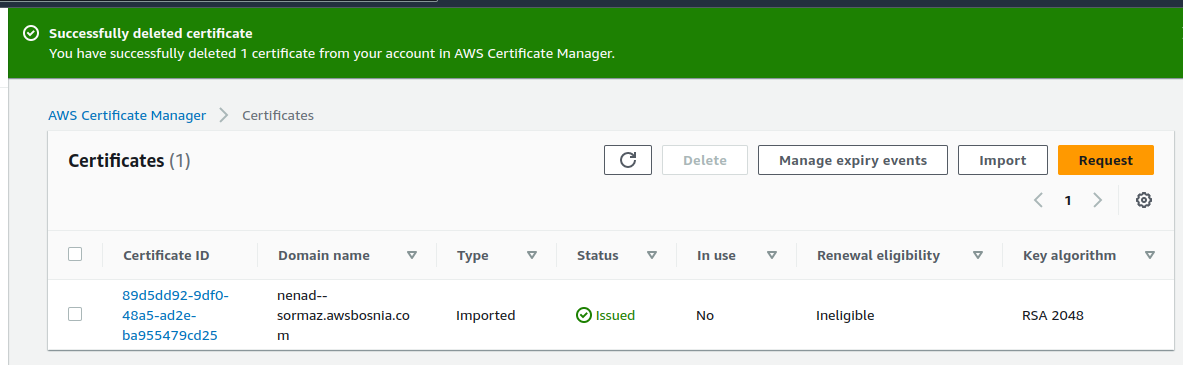 Successfully deleted certificate
You have successfully deleted 1 certificate from your account in AWS Certificate Manager.
AWS Certificate Manager > Certificates
Certificates (1)
Delete
Manage expiry events
Import
Request
1
Certificate ID
Domain name
Type
Status
In use
Renewal eligibility
Key algorithm
89d5dd92-9df0-
48a5-ad2e-
ba955479cd25
nenad--
sormaz.awsbosnia.co
m
Imported
Issued
No
Ineligible
RSA 2048